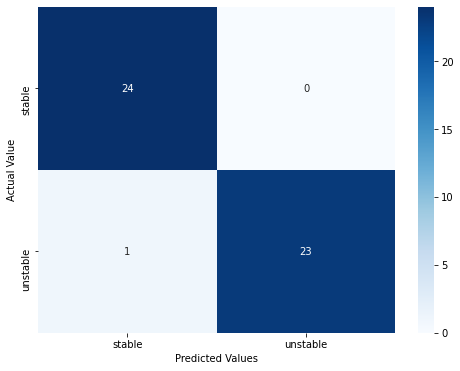 24
0
1
23
stable
unstable
Actual Value
stable
unstable
Predicted Values
20
15
10
5
0